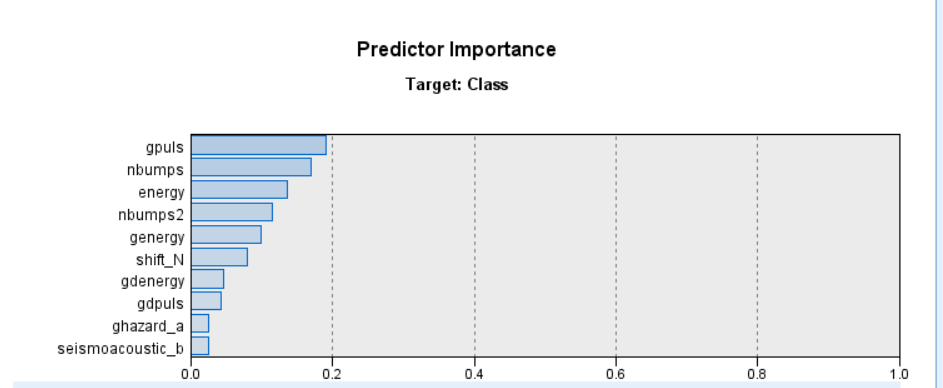 Predictor Importance
Target: Class
gpuls
nbumps
energy
nbumps2
genergy
shift_N
gdenergy
gdpuls
ghazard_a
seismoacoustic_b
0.0 0.2 0.4 0.6 0.8 1.0